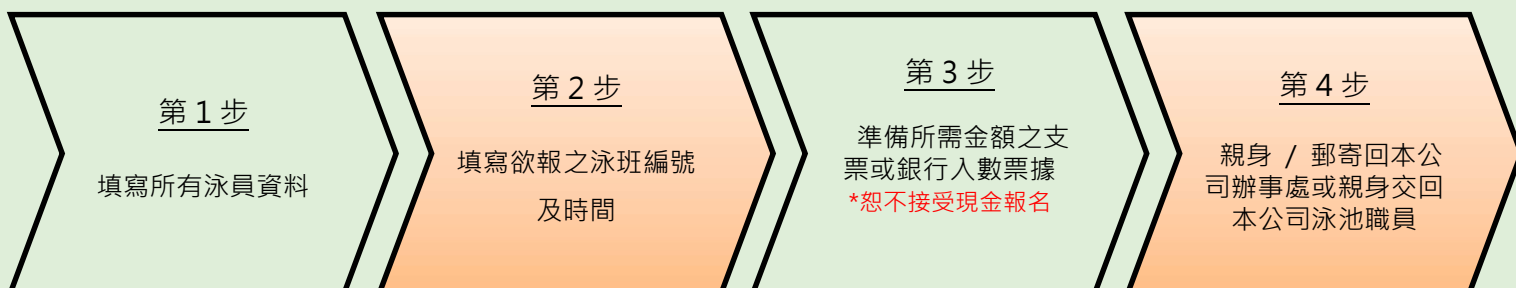 第 1 步
填寫所有泳員資料
第 2 步
填寫欲報之泳班編號
及時間
第 3 步
準備所需金額之支
票或銀行入數票據
*恕不接受現金報名
第 4 步
親身 / 郵寄回本公
司辦事處或親身交回
本公司泳池職員